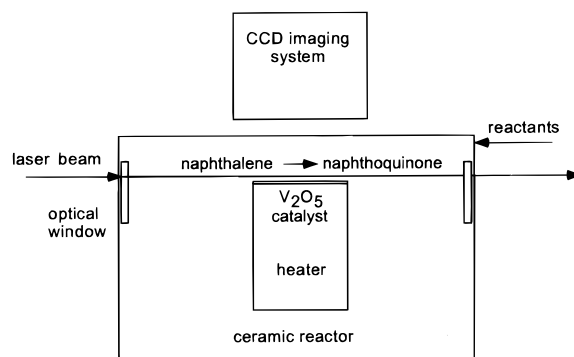 CCD imaging
system
reactants
laser beam
naphthalene → naphthoquinone
optical
window
V₂O₅
catalyst
heater
ceramic reactor